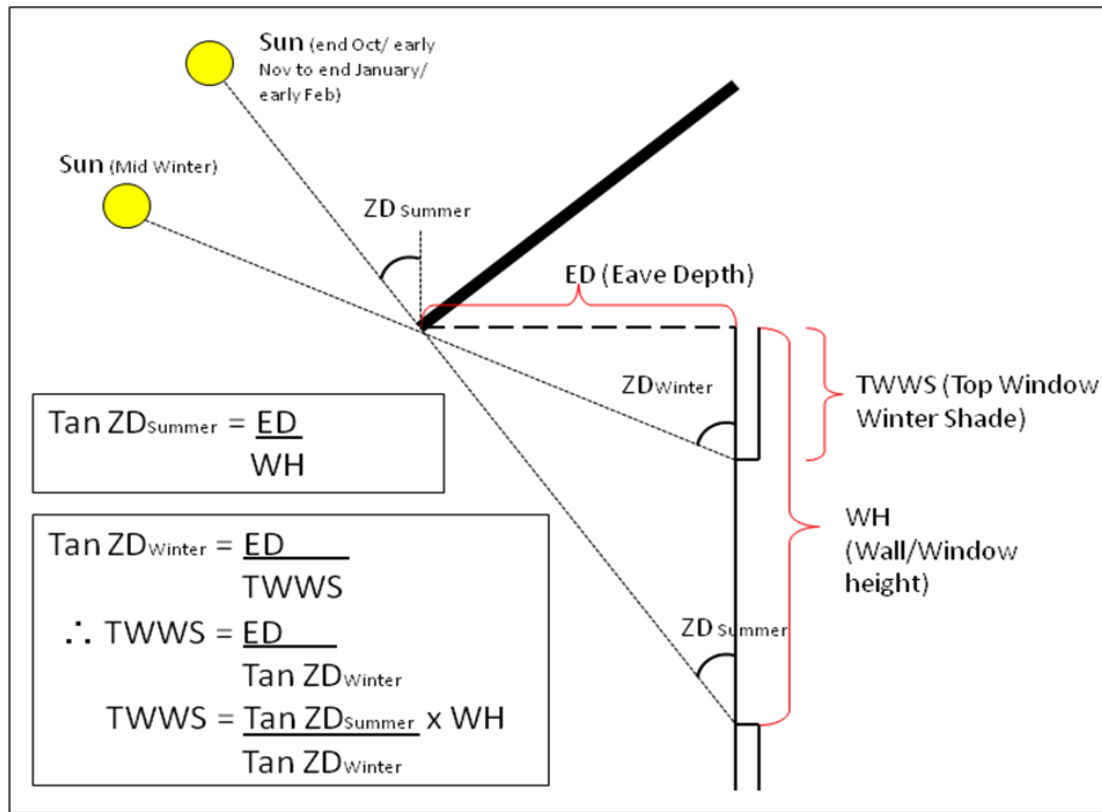 Sun (end Oct/ early
Nov to end January/
early Feb)
Sun (Mid Winter)
ZD Summer
ED (Eave Depth)
ZD Winter
TWWS (Top Window
Winter Shade)
Tan ZD Summer = ED
WH
WH
(Wall/Window
height)
Tan ZD Winter = ED
TWWS
∴ TWWS = ED
Tan ZD Winter
TWWS = Tan ZD Summer x WH
Tan ZD Winter
ZD Summer